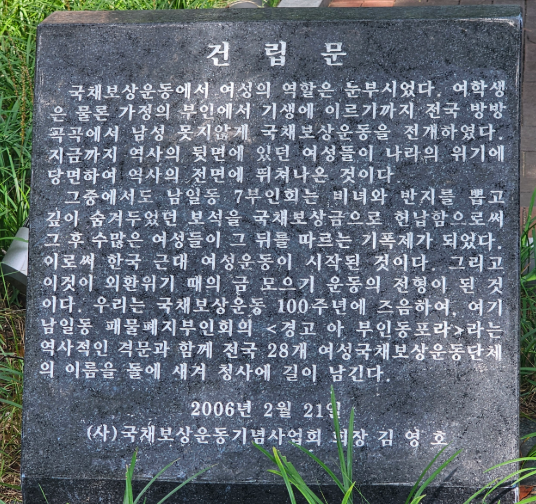 건 립 문
국채보상운동에서 여성의 역할은 눈부시었다. 여학생
은 물론 가정의 부인에서 기생에 이르기까지 전국 방방
곡곡에서 남성 못지않게 국채보상운동을 전개하였다.
지금까지 역사의 뒷면에 있던 여성들이 나라의 위기에
당면하여 역사의 전면에 뛰쳐나온 것이다
그중에서도 남일동 7부인회는 비녀와 반지를 뽑고
깊이 숨겨두었던 보석을 국채보상금으로 헌납함으로써
그 후 수많은 여성들이 그 뒤를 따르는 기폭제가 되었다.
이로써 한국 근대 여성운동이 시작된 것이다. 그리고
이것이 외환위기 때의 금 모으기 운동의 전형이 된 것
이다. 우리는 국채보상운동 100주년에 즈음하여, 여기
남일동 패물폐지부인회의 <경고 아 부인동포라>라는
역사적인 격문과 함께 전국 28개 여성국채보상운동단체
의 이름을 돌에 새겨 청사에 길이 남긴다.
2006년 2월 21일
(사)국채보상운동기념사업회 회장 김 영 호